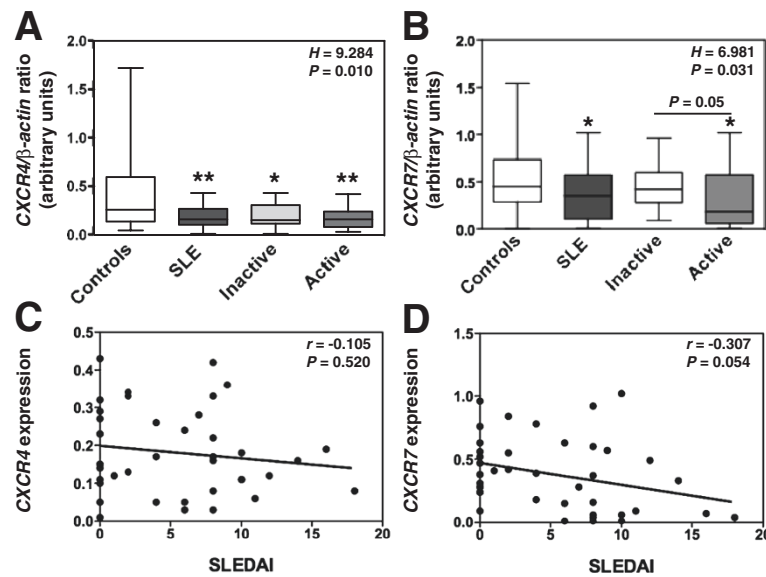 A
CXCR4/β-actin ratio
(arbitrary units)
2.0
1.5
1.0
0.5
0.0
H = 9.284
P = 0.010
**
*
**
Controls
SLE
Inactive
Active
B
CXCR7/β-actin ratio
(arbitrary units)
2.0
1.5
1.0
0.5
0.0
H = 6.981
P = 0.031
P = 0.05
*
*
Controls
SLE
Inactive
Active
C
CXCR4 expression
0.5
0.4
0.3
0.2
0.1
0.0
r = -0.105
P = 0.520
0
5
10
15
20
SLEDAI
D
CXCR7 expression
1.5
1.0
0.5
0.0
r = -0.307
P = 0.054
0
5
10
15
20
SLEDAI